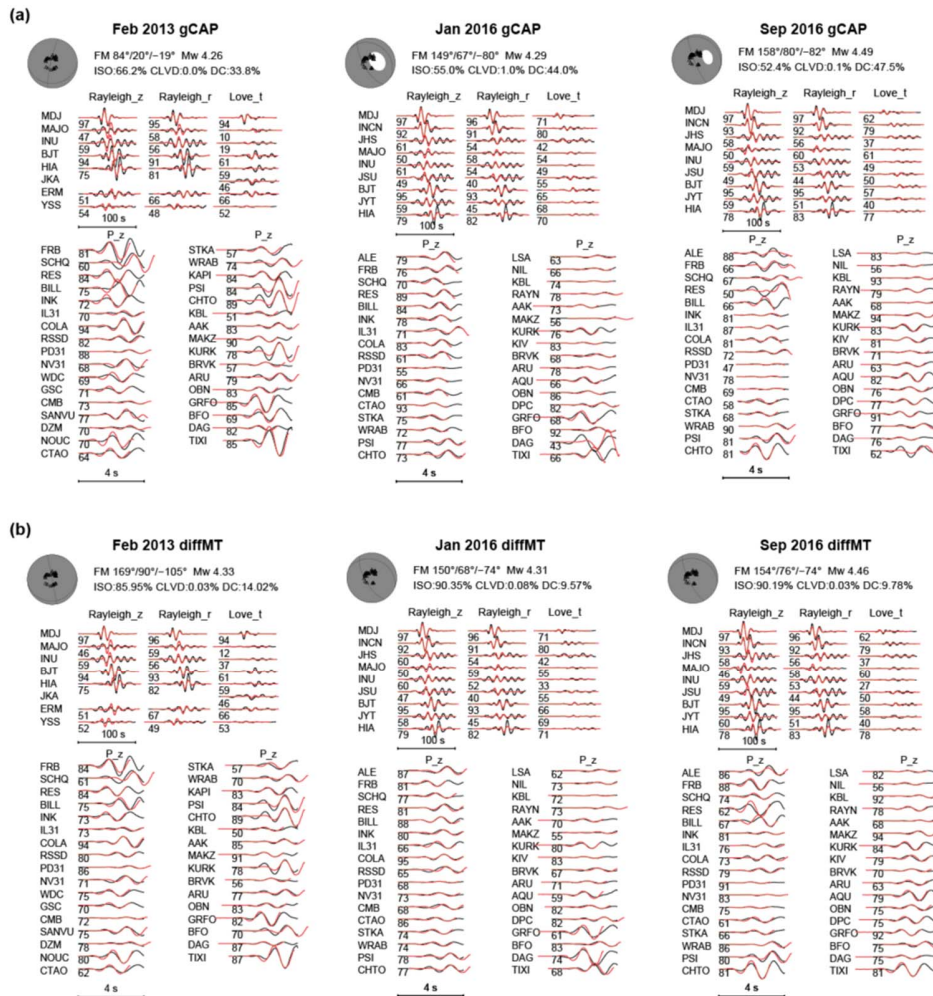 (a)
Feb 2013 gCAP
FM 84°/20°/−19° Mw 4.26
ISO:66.2% CLVD:0.0% DC:33.8%
Rayleigh_z Rayleigh_r Love_t
MDJ 97 95 94
MAJO 47 58 10
INU 59 56 19
BJT 94 91 61
HIA 75 81 59
JKA 46
ERM 51 66 66
YSS 54 48 52
100 s
P_z P_z
FRB 81 STKA 57
SCHQ 60 WRAB 74
RES 84 KAPI 84
BILL 75 PSI 84
INK 72 CHTO 89
IL31 70 KBL 51
COLA 94 AAK 83
RSSD 82 MAKZ 90
PD31 88 KURK 78
NV31 68 BRVK 57
WDC 69 ARU 79
GSC 71 OBN 83
CMB 73 GRFO 85
SANVU 77 BFO 69
DZM 70 DAG 82
NOUC 70 TIXI 85
CTAO 64
4 s
Jan 2016 gCAP
FM 149°/67°/−80° Mw 4.29
ISO:55.0% CLVD:1.0% DC:44.0%
Rayleigh_z Rayleigh_r Love_t
MDJ 97 96 71
INCN 92 91 80
JHS 61 54 42
MAJO 50 58 54
INU 61 60 49
JSU 49 40 55
BJT 95 93 65
JYT 59 45 68
HIA 79 82 70
100 s
P_z P_z
ALE 79 LSA 63
FRB 76 NIL 66
SCHQ 70 KBL 78
RES 89 RAYN 78
BILL 84 AAK 73
INK 78 MAKZ 56
IL31 71 KURK 76
COLA 83 KIV 83
RSSD 61 BRVK 68
PD31 55 ARU 78
NV31 66 AQU 66
CMB 61 OBN 86
CTAO 93 DPC 82
STKA 75 GRFO 68
WRAB 72 BFO 92
PSI 77 DAG 43
CHTO 73 TIXI 66
4 s
Sep 2016 gCAP
FM 158°/80°/−82° Mw 4.49
ISO:52.4% CLVD:0.1% DC:47.5%
Rayleigh_z Rayleigh_r Love_t
MDJ 97 96 62
INCN 93 92 79
JHS 58 56 37
MAJO 50 60 61
INU 59 53 49
JSU 49 44 50
BJT 95 95 57
JYT 59 51 40
HIA 78 83 77
100 s
P_z P_z
ALE 88 LSA 83
FRB 66 NIL 56
SCHQ 67 KBL 93
RES 50 RAYN 79
BILL 66 AAK 68
INK 81 MAKZ 94
IL31 87 KURK 83
COLA 81 KIV 81
RSSD 72 BRVK 71
PD31 47 ARU 63
NV31 78 AQU 82
CMB 69 OBN 76
CTAO 58 DPC 77
STKA 68 GRFO 91
WRAB 90 BFO 77
PSI 81 DAG 76
CHTO 81 TIXI 62
4 s
(b)
Feb 2013 diffMT
FM 169°/90°/−105° Mw 4.33
ISO:85.95% CLVD:0.03% DC:14.02%
Rayleigh_z Rayleigh_r Love_t
MDJ 97 96 94
MAJO 46 59 12
INU 59 56 37
BJT 94 93 61
HIA 75 82 59
JKA 46
ERM 51 67 66
YSS 52 49 53
100 s
P_z P_z
FRB 84 STKA 57
SCHQ 61 WRAB 70
RES 84 KAPI 83
BILL 75 PSI 84
INK 73 CHTO 89
IL31 73 KBL 50
COLA 94 AAK 85
RSSD 80 MAKZ 91
PD31 86 KURK 78
NV31 71 BRVK 56
WDC 75 ARU 77
GSC 70 OBN 83
CMB 72 GRFO 82
SANVU 75 BFO 70
DZM 78 DAG 87
NOUC 80 TIXI 87
CTAO 62
4 s
Jan 2016 diffMT
FM 150°/68°/−74° Mw 4.31
ISO:90.35% CLVD:0.08% DC:9.57%
Rayleigh_z Rayleigh_r Love_t
MDJ 97 96 71
INCN 92 91 80
JHS 60 54 42
MAJO 50 59 55
INU 60 52 33
JSU 47 40 55
BJT 95 93 66
JYT 58 45 69
HIA 79 82 71
100 s
P_z P_z
ALE 87 LSA 62
FRB 81 NIL 73
SCHQ 77 KBL 72
RES 81 RAYN 73
BILL 88 AAK 70
INK 80 MAKZ 55
IL31 66 KURK 80
COLA 95 KIV 83
RSSD 65 BRVK 67
PD31 68 ARU 71
NV31 73 AQU 59
CMB 68 OBN 82
CTAO 86 DPC 82
STKA 74 GRFO 61
WRAB 74 BFO 83
PSI 78 DAG 74
CHTO 77 TIXI 68
4 s
Sep 2016 diffMT
FM 154°/76°/−74° Mw 4.46
ISO:90.19% CLVD:0.03% DC:9.78%
Rayleigh_z Rayleigh_r Love_t
MDJ 97 96 62
INCN 93 92 79
JHS 58 56 37
MAJO 46 58 60
INU 60 53 27
JSU 49 44 50
BJT 95 95 58
JYT 60 51 40
HIA 78 83 78
100 s
P_z P_z
ALE 86 LSA 82
FRB 88 NIL 56
SCHQ 74 KBL 92
RES 62 RAYN 78
BILL 67 AAK 68
INK 81 MAKZ 94
IL31 76 KURK 84
COLA 73 KIV 79
RSSD 79 BRVK 70
PD31 91 ARU 63
NV31 83 AQU 79
CMB 75 OBN 75
CTAO 61 DPC 75
STKA 66 GRFO 92
WRAB 86 BFO 75
PSI 80 DAG 75
CHTO 81 TIXI 81
4 s